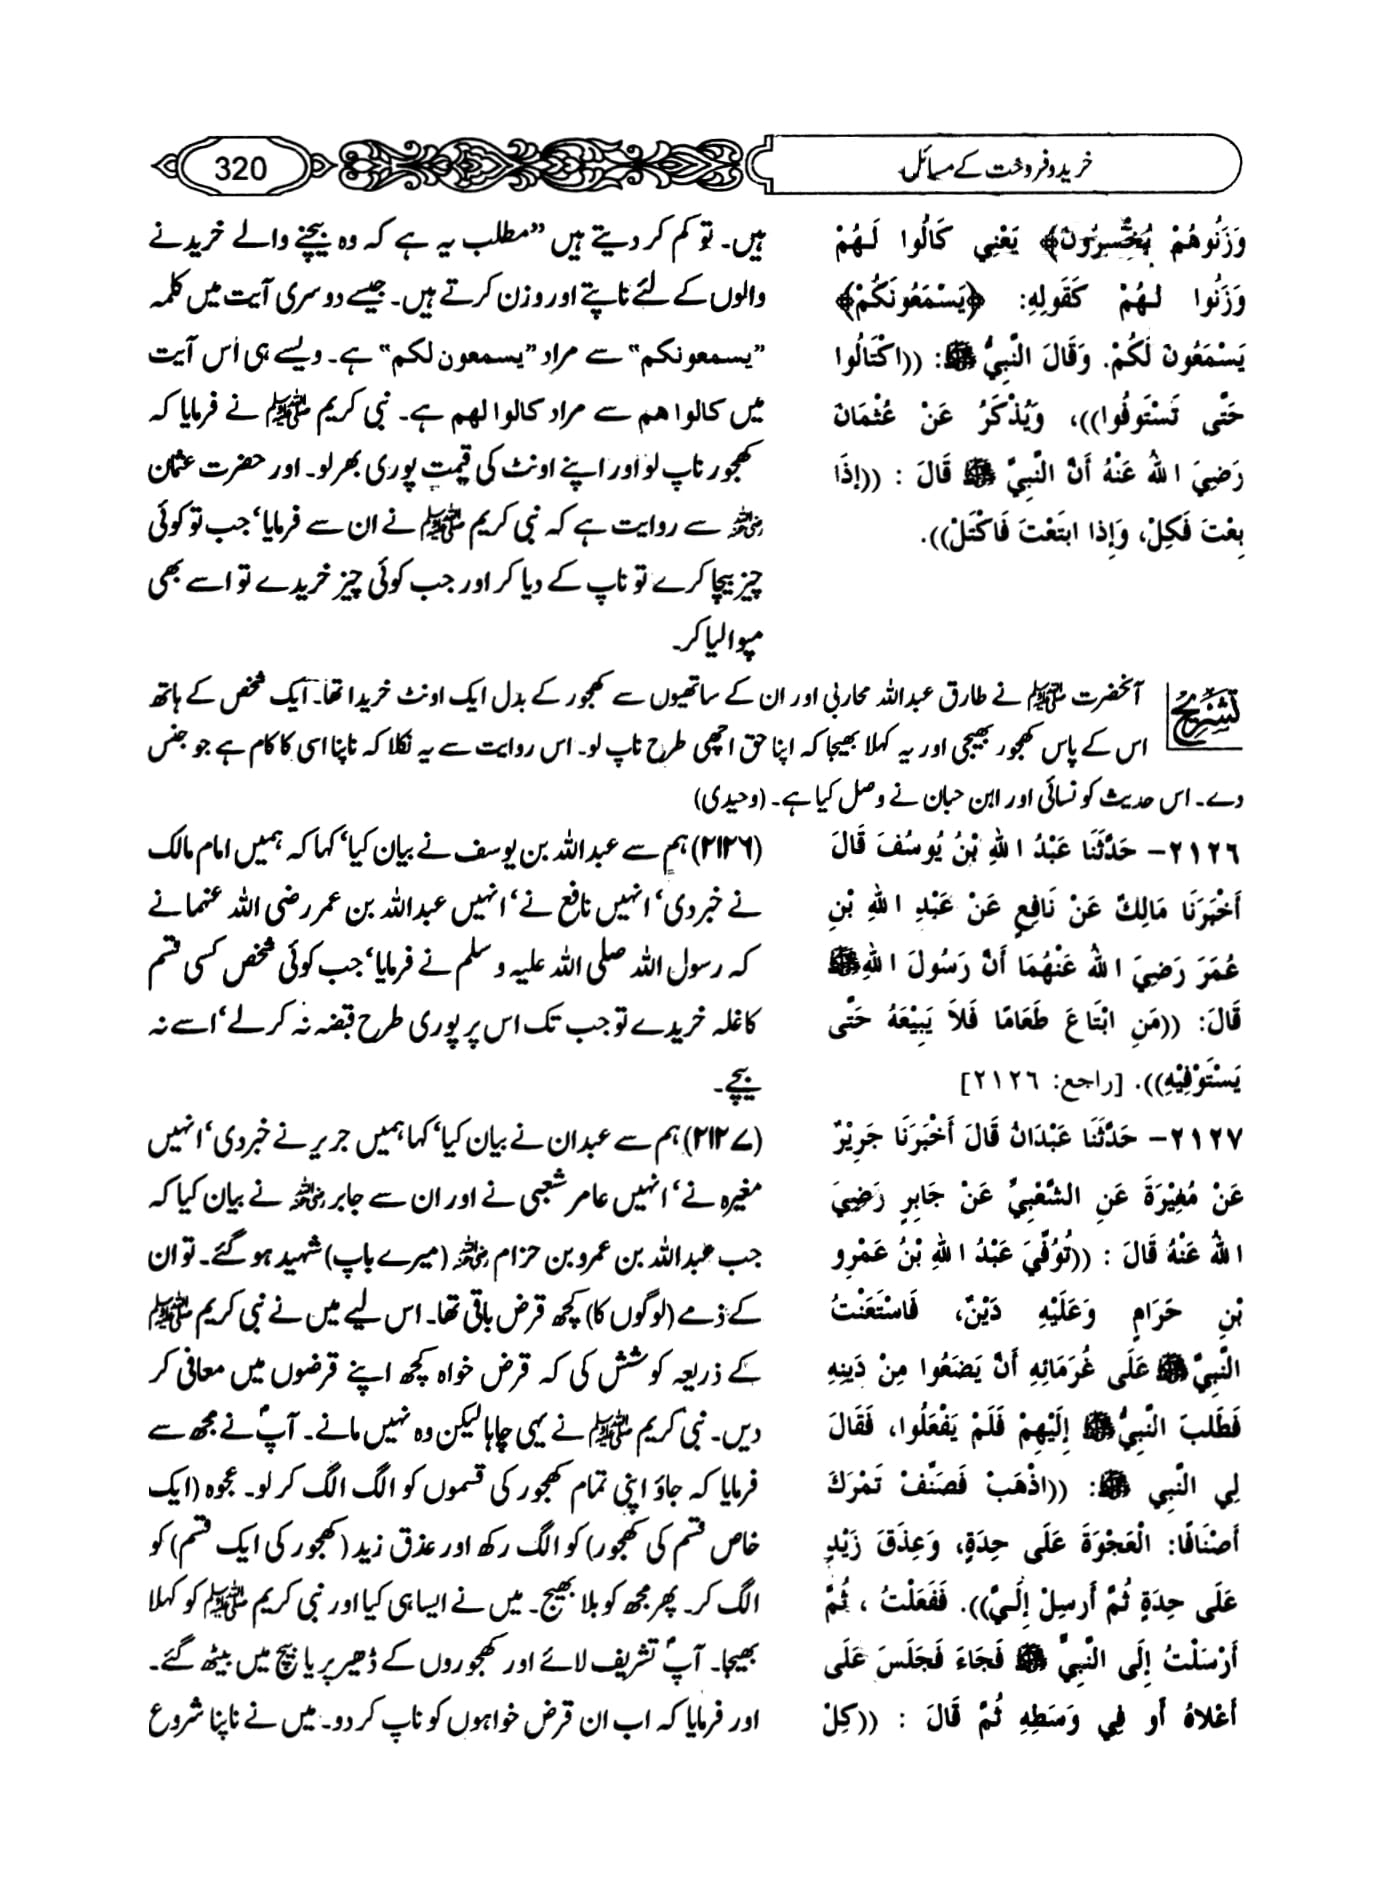 خرید و فروخت کے مسائل
320
وَزَنُوهُمْ يُخْسِرُونَ﴾ يَعْنِي كَالُوا لَهُمْ
وَزَنُوا لَهُمْ كَقَولِهِ: ﴿يَسْمَعُونَكُمْ﴾
يَسْمَعُونَ لَكُمْ. وَقَالَ النَّبِيُّ ﷺ: ((اكْتَالُوا
حَتَّى تَسْتَوفُوا))، وَيُذْكَرُ عَنْ عُثْمَانَ
رَضِيَ اللهُ عَنْهُ أَنَّ النَّبِيَّ ﷺ قَالَ : ((إِذَا
بِعْتَ فَكِلْ، وَإِذا ابتَعْتَ فَاكْتَلْ)).
ہیں۔ تو کم کر دیتے ہیں ”مطلب یہ ہے کہ وہ بیچنے والے خریدنے
والوں کے لئے ناپتے اور وزن کرتے ہیں۔ جیسے دوسری آیت میں کلمہ
”یسمعونکم“ سے مراد ”یسمعون لکم“ ہے۔ ویسے ہی اس آیت
میں کالوا هم سے مراد کالوا لهم ہے۔ نبی کریم ﷺ نے فرمایا کہ
کھجور ناپ لو اور اپنے اونٹ کی قیمت پوری بھر لو۔ اور حضرت عثمان
رضی اللہ عنہ سے روایت ہے کہ نبی کریم ﷺ نے ان سے فرمایا‘ جب تو کوئی
چیز بیچا کرے تو ناپ کے دیا کر اور جب کوئی چیز خریدے تو اسے بھی
مپوالیا کر۔
تشریح
آنحضرت ﷺ نے طارق عبداللہ محاربی اور ان کے ساتھیوں سے کھجور کے بدل ایک اونٹ خریدا تھا۔ ایک شخص کے ہاتھ
اس کے پاس کھجور بھیجی اور یہ کہلا بھیجا کہ اپنا حق اچھی طرح ناپ لو۔ اس روایت سے یہ نکلا کہ ناپنا اسی کا کام ہے جو جنس
دے۔ اس حدیث کو نسائی اور ابن حبان نے وصل کیا ہے۔ (وحیدی)
٢١٢٦– حَدَّثَنَا عَبْدُ اللهِ بْنُ يُوسُفَ قَالَ
أَخْبَرَنَا مَالِكٌ عَنْ نَافِعٍ عَنْ عَبْدِ اللهِ بْنِ
عُمَرَ رَضِيَ اللهُ عَنْهُمَا أَنَّ رَسُولَ اللهِ ﷺ
قَالَ: ((مَنِ ابْتَاعَ طَعَامًا فَلاَ يَبِيْعَهُ حَتَّى
يَسْتَوْفِيَهِ)). [راجع: ٢١٢٦]
(۲۱۲۶) ہم سے عبداللہ بن یوسف نے بیان کیا‘ کہا کہ ہمیں امام مالک
نے خبر دی‘ انہیں نافع نے‘ انہیں عبداللہ بن عمر رضی اللہ عنہما نے
کہ رسول اللہ صلی اللہ علیہ و سلم نے فرمایا‘ جب کوئی شخص کسی قسم
کا غلہ خریدے تو جب تک اس پر پوری طرح قبضہ نہ کرلے‘ اسے نہ
بیچے۔
٢١٢٧– حَدَّثَنَا عَبْدَانُ قَالَ أَخْبَرَنَا جَرِيْرٌ
عَنْ مُغِيْرَةَ عَنِ الشَّعْبِيِّ عَنْ جَابِرٍ رَضِيَ
اللهُ عَنْهُ قَالَ : ((تُوُفِّيَ عَبْدُ اللهِ بْنُ عَمْرِو
بْنِ حَرَامٍ وَعَلَيْهِ دَيْنٌ، فَاسْتَعَنْتُ
النَّبِيَّ ﷺ عَلَى غُرَمَائِهِ أَنْ يَضَعُوا مِنْ دَينِهِ
فَطَلَبَ النَّبِيُّ ﷺ إِلَيْهِمْ فَلَمْ يَفْعَلُوا، فَقَالَ
لِي النَّبِي ﷺ: ((اذْهَبْ فَصَنِّفْ تَمْرَكَ
أَصْنَافًا: الْعَجْوَةَ عَلَى حِدَةٍ، وَعِذَقَ زَيْدٍ
عَلَى حِدَةٍ ثُمَّ أَرسِلْ إِلَيَّ)). فَفَعَلْتُ ، ثُمَّ
أَرْسَلْتُ إِلَى النَّبِيِّ ﷺ فَجَاءَ فَجَلَسَ عَلَى
أَعْلاهُ أَو فِي وَسَطِهِ ثُمَّ قَالَ : ((كِلْ
(۲۱۲۷) ہم سے عبدان نے بیان کیا‘ کہا ہمیں جریر نے خبر دی‘ انہیں
مغیرہ نے‘ انہیں عامر شعبی نے اور ان سے جابر رضی اللہ عنہ نے بیان کیا کہ
جب عبداللہ بن عمرو بن حزام رضی اللہ عنہ (میرے باپ) شہید ہو گئے۔ تو ان
کے ذمے (لوگوں کا) کچھ قرض باقی تھا۔ اس لیے میں نے نبی کریم ﷺ
کے ذریعہ کوشش کی کہ قرض خواہ کچھ اپنے قرضوں میں معافی کر
دیں۔ نبی کریم ﷺ نے یہی چاہا لیکن وہ نہیں مانے۔ آپؐ نے مجھ سے
فرمایا کہ جاؤ اپنی تمام کھجور کی قسموں کو الگ الگ کر لو۔ عجوہ (ایک
خاص قسم کی کھجور) کو الگ رکھ اور عذق زید (کھجور کی ایک قسم) کو
الگ کر۔ پھر مجھ کو بلا بھیج۔ میں نے ایسا ہی کیا اور نبی کریم ﷺ کو کہلا
بھیجا۔ آپؐ تشریف لائے اور کھجوروں کے ڈھیر پر یا بیچ میں بیٹھ گئے۔
اور فرمایا کہ اب ان قرض خواہوں کو ناپ کر دو۔ میں نے ناپنا شروع